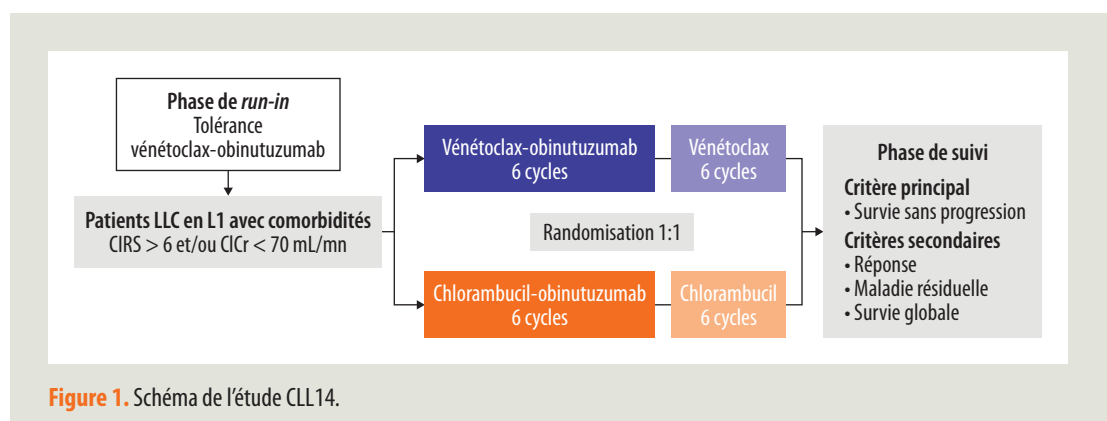 Phase de run-in
Tolérance
vénétoclax-obinutuzumab
Patients LLC en L1 avec comorbidités
CIRS > 6 et/ou ClCr < 70 mL/mn
Vénétoclax-obinutuzumab
6 cycles
Vénétoclax
6 cycles
Randomisation 1:1
Chlorambucil-obinutuzumab
6 cycles
Chlorambucil
6 cycles
Phase de suivi
Critère principal
• Survie sans progression
Critères secondaires
• Réponse
• Maladie résiduelle
• Survie globale
Figure 1. Schéma de l'étude CLL14.